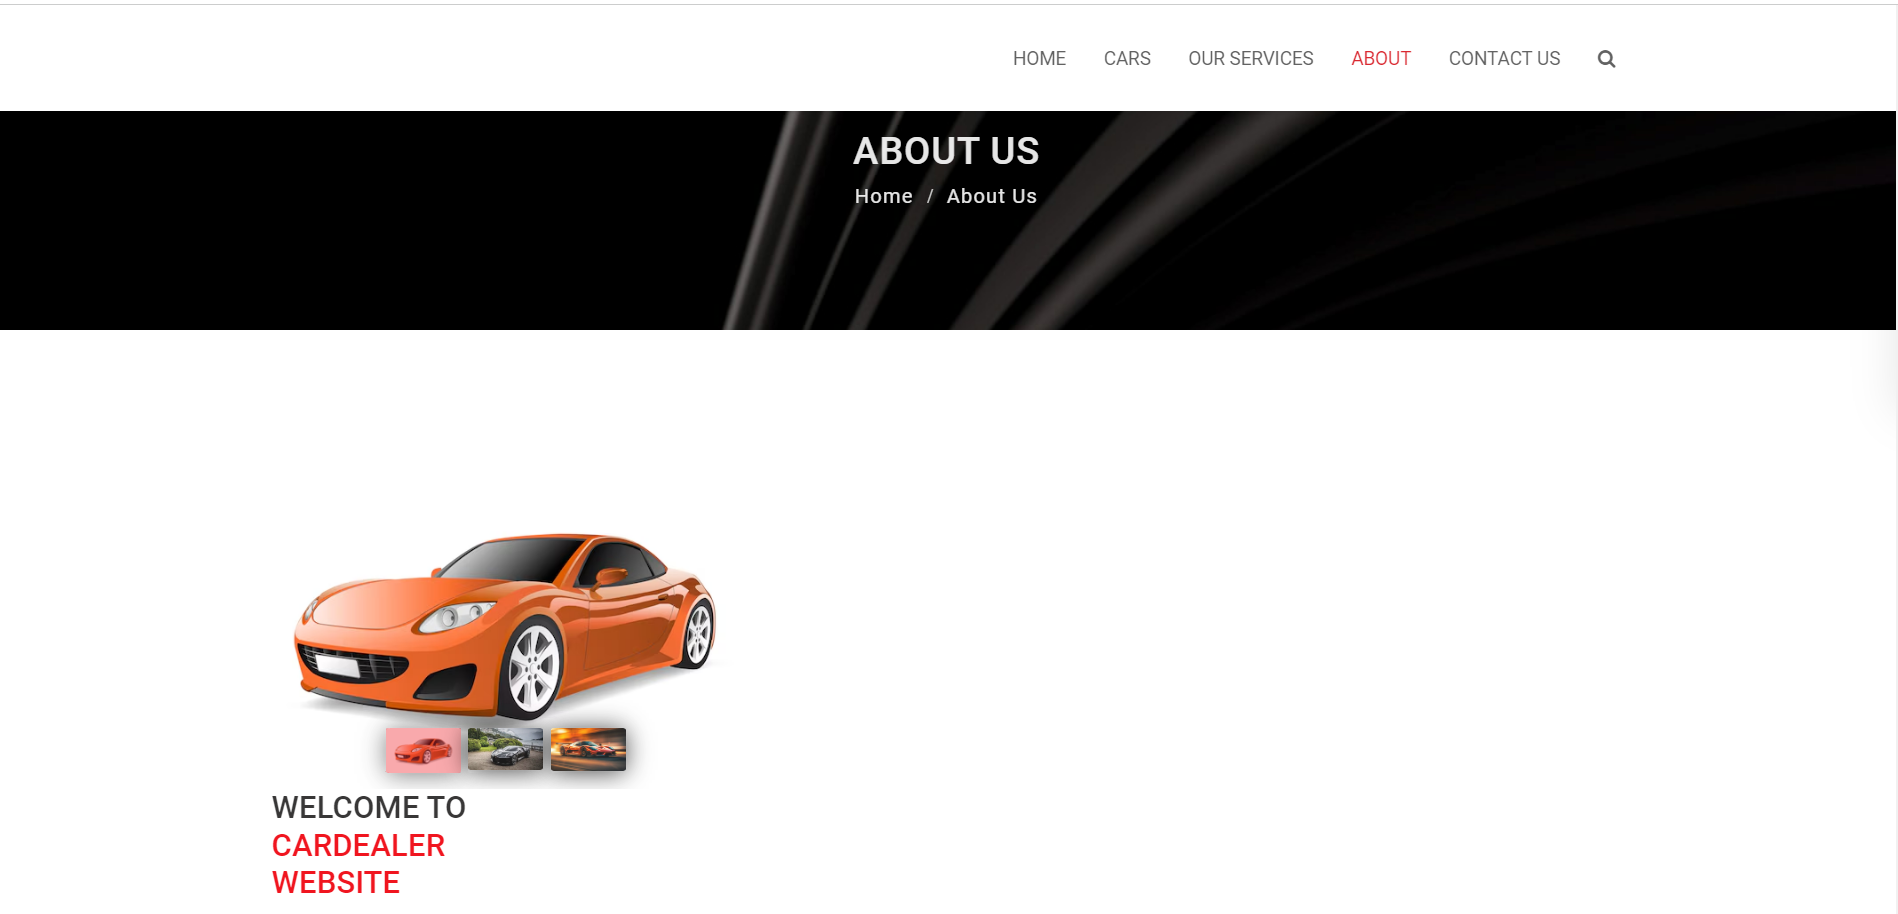 HOME CARS OUR SERVICES ABOUT CONTACT US
ABOUT US
Home / About Us
WELCOME TO
CARDEALER
WEBSITE